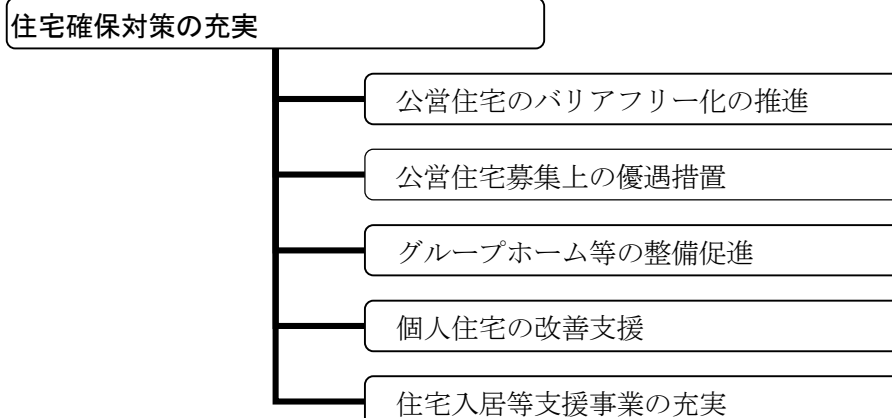 住宅確保対策の充実
公営住宅のバリアフリー化の推進
公営住宅募集上の優遇措置
グループホーム等の整備促進
個人住宅の改善支援
住宅入居等支援事業の充実